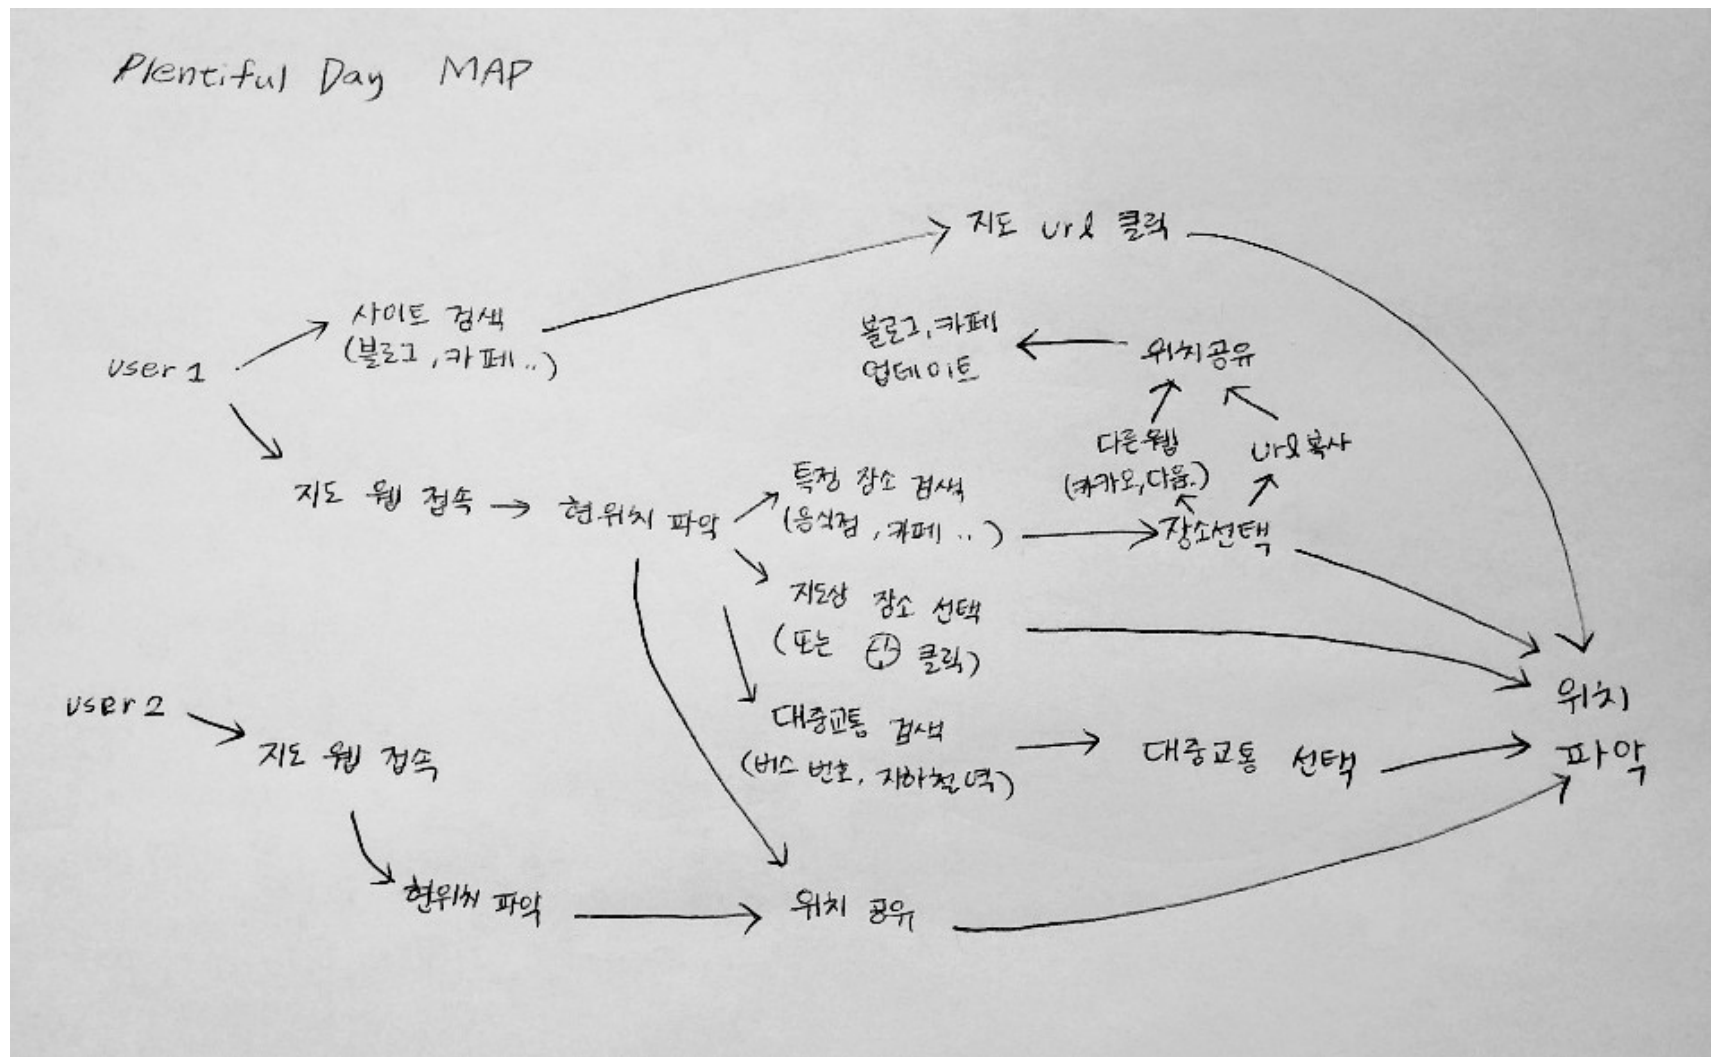 Plentiful Day MAP
지도 url 클릭
사이트 검색
(블로그, 카페..)
user 1
블로그, 카페
업데이트
위치공유
다른웹
(카카오, 다음.)
url복사
지도 웹 접속
현위치 파악
특정 장소 검색
(음식점, 카페 ..)
장소선택
지도상 장소 선택
(또는 클릭)
user 2
지도 웹 접속
대중교통 검색
(버스 번호, 지하철 역)
대중교통 선택
위치
파악
현위치 파악
위치 공유